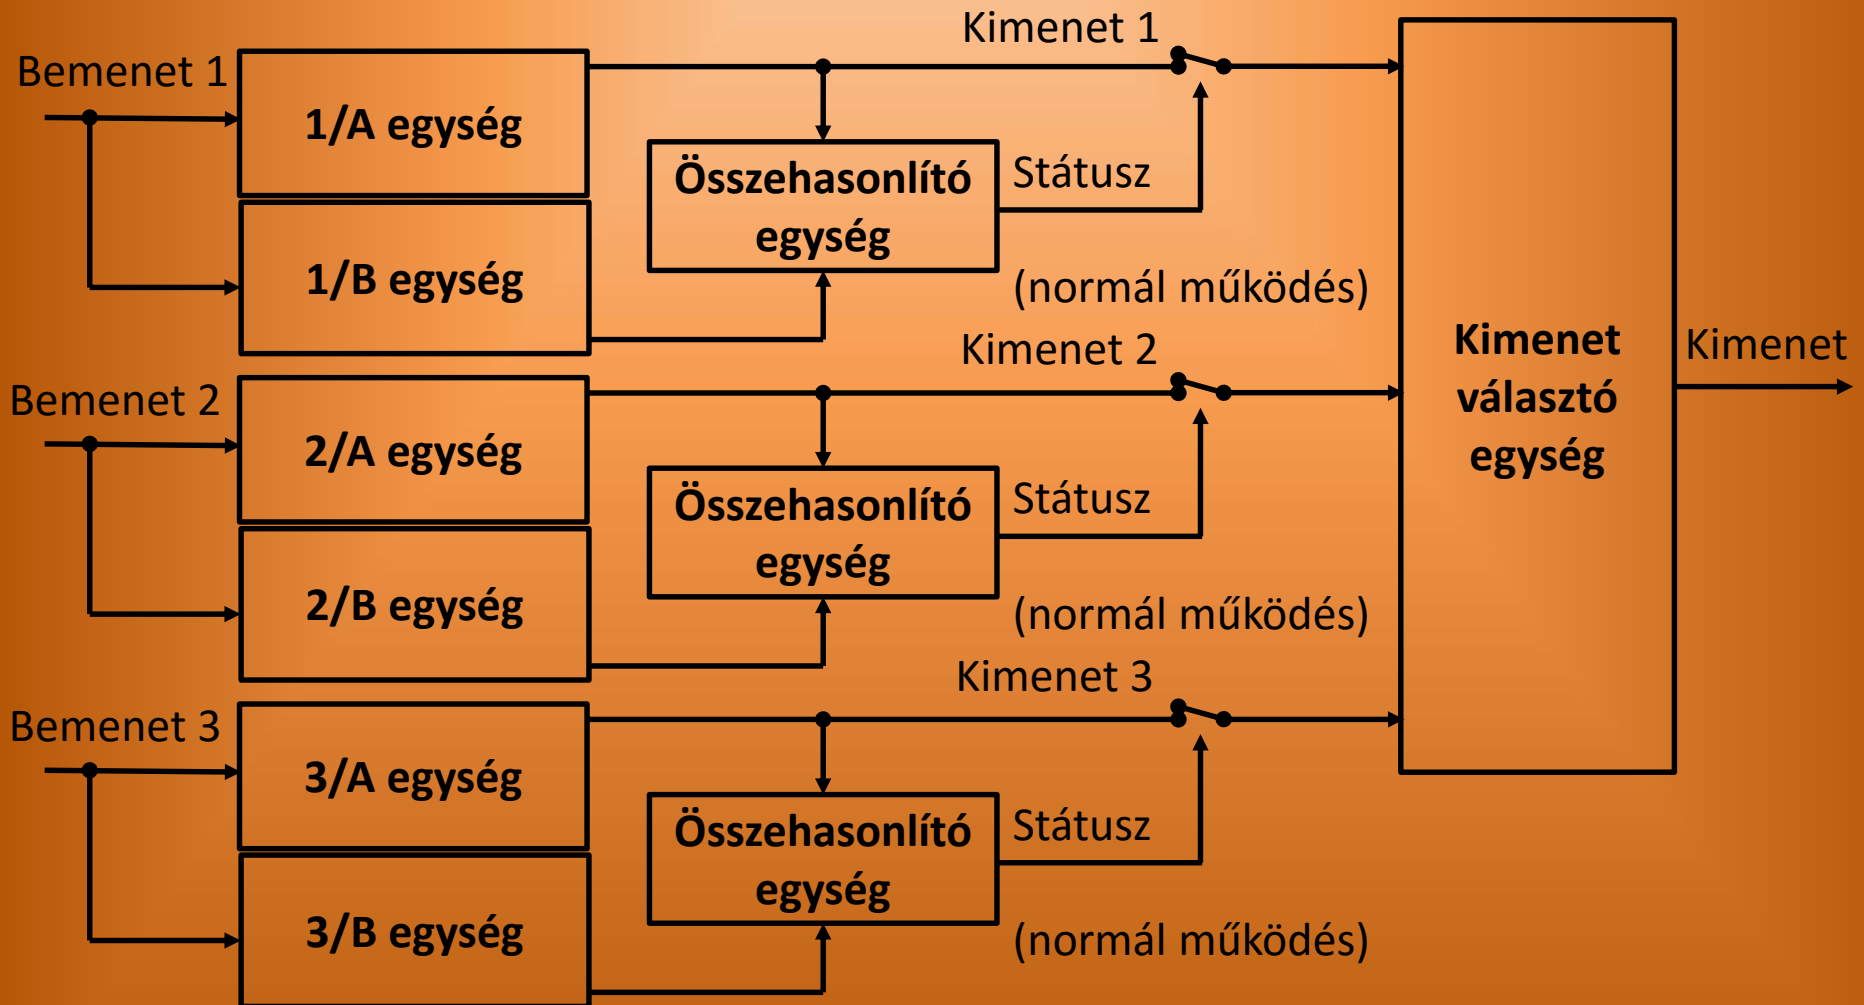 Kimenet 1
Bemenet 1
1/A egység
Összehasonlító
egység
Státusz
1/B egység
(normál működés)
Kimenet 2
Bemenet 2
2/A egység
Összehasonlító
egység
Státusz
2/B egység
(normál működés)
Kimenet 3
Bemenet 3
3/A egység
Összehasonlító
egység
Státusz
3/B egység
(normál működés)
Kimenet
választó
egység
Kimenet